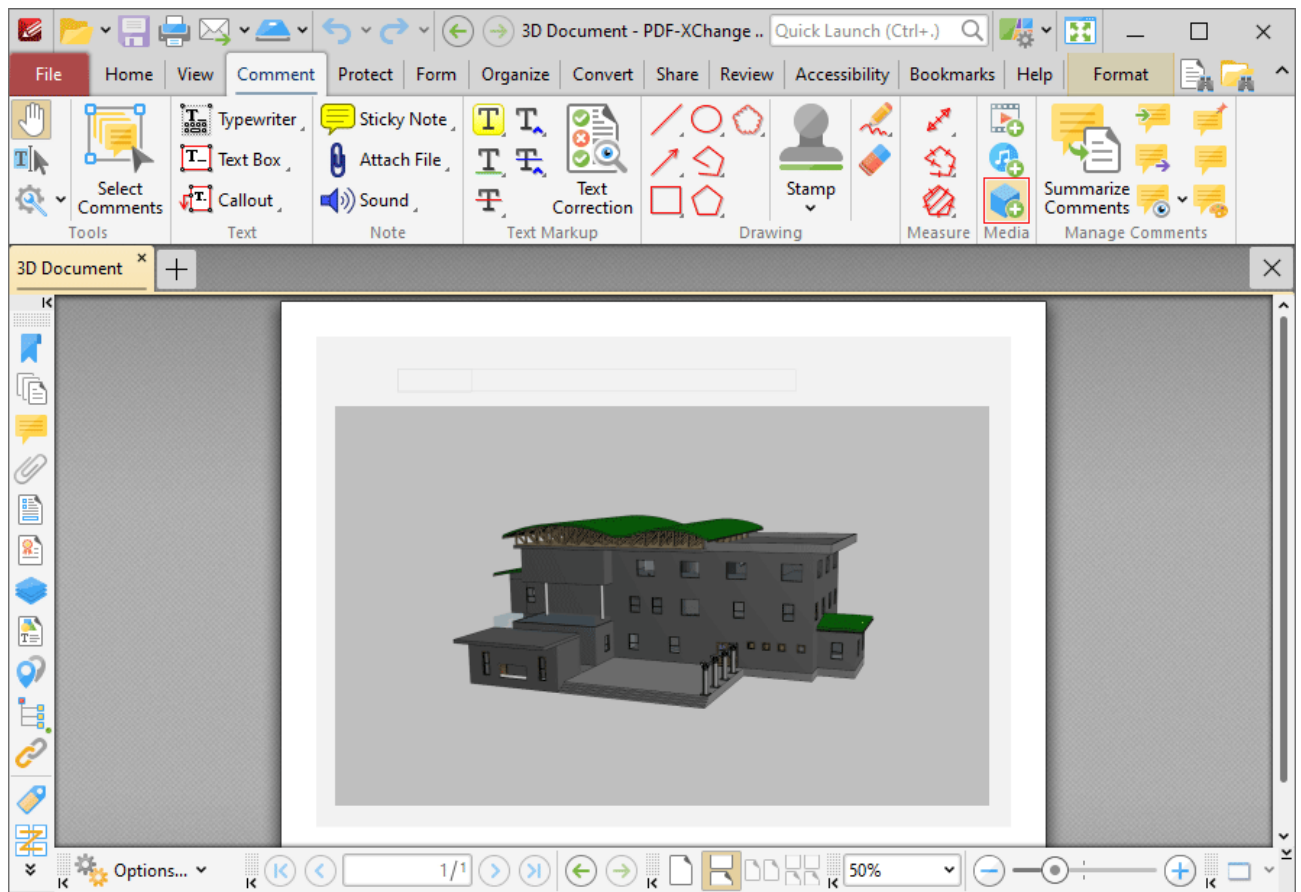 3D Document - PDF-XChange .. Quick Launch (Ctrl+.)
File Home View Comment Protect Form Organize Convert Share Review Accessibility Bookmarks Help Format
Typewriter
Text Box
Callout
Select
Comments
Tools
Text
Sticky Note
Attach File
Sound
Note
Text
Correction
Text Markup
Stamp
Drawing
Measure
Media
Summarize
Comments
Manage Comments
3D Document
Options... 1/1 50%